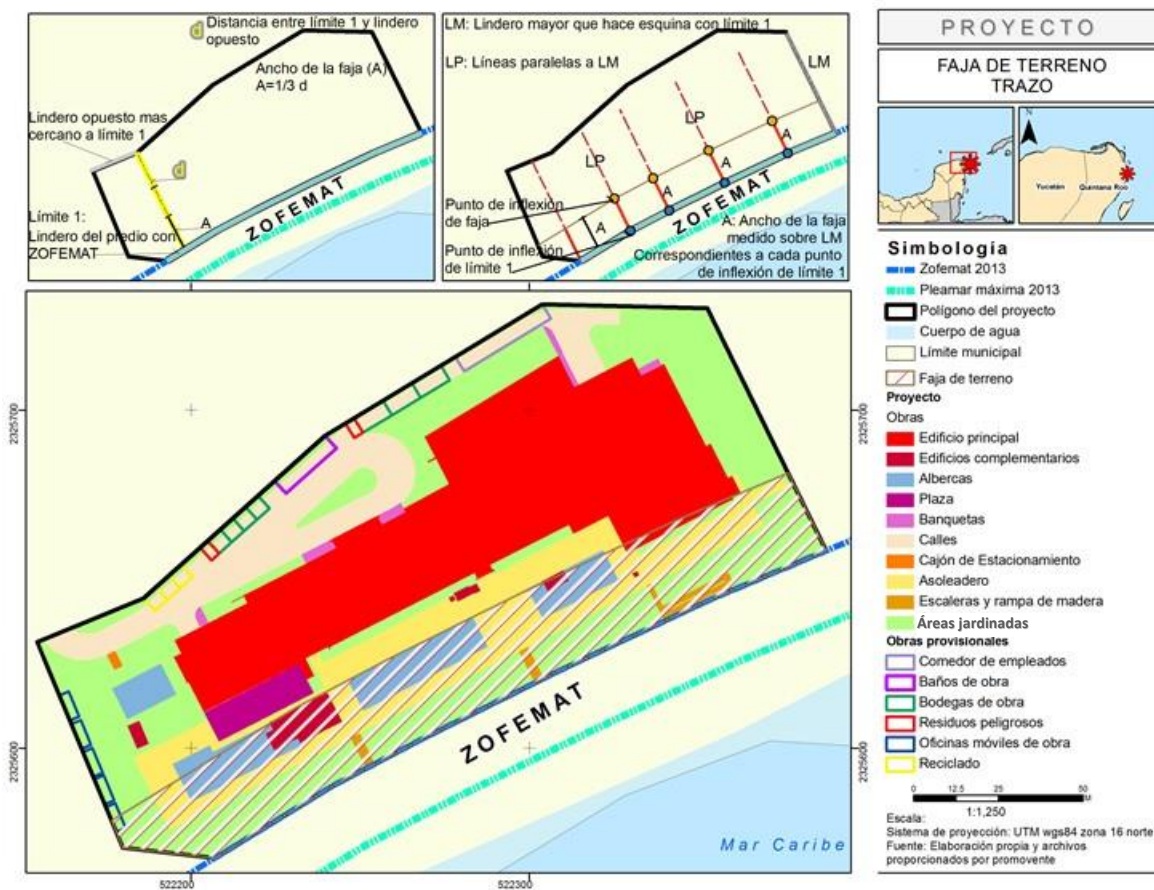 d Distancia entre límite 1 y lindero
opuesto
Ancho de la faja (A)
A=1/3 d
Lindero opuesto mas
cercano a límite 1
d
A
Límite 1:
Lindero del predio con
ZOFEMAT
ZOFEMAT
LM: Lindero mayor que hace esquina con límite 1
LP: Líneas paralelas a LM
LM
LP
LP
A
A
A
A
Punto de inflexión
de faja
Punto de inflexión
de límite 1
ZOFEMAT
A: Ancho de la faja
medido sobre LM
Correspondientes a cada punto
de inflexión de límite 1
2325700
2325600
2325700
2325600
ZOFEMAT
Mar Caribe
522200
522300
PROYECTO
FAJA DE TERRENO
TRAZO
N
Yucatán
Quintana Roo
Simbología
Zofemat 2013
Pleamar máxima 2013
Polígono del proyecto
Cuerpo de agua
Límite municipal
Faja de terreno
Proyecto
Obras
Edificio principal
Edificios complementarios
Albercas
Plaza
Banquetas
Calles
Cajón de Estacionamiento
Asoleadero
Escaleras y rampa de madera
Áreas jardinadas
Obras provisionales
Comedor de empleados
Baños de obra
Bodegas de obra
Residuos peligrosos
Oficinas móviles de obra
Reciclado
0 12.5 25 50
M
1:1,250
Escala:
Sistema de proyección: UTM wgs84 zona 16 norte
Fuente: Elaboración propia y archivos
proporcionados por promovente